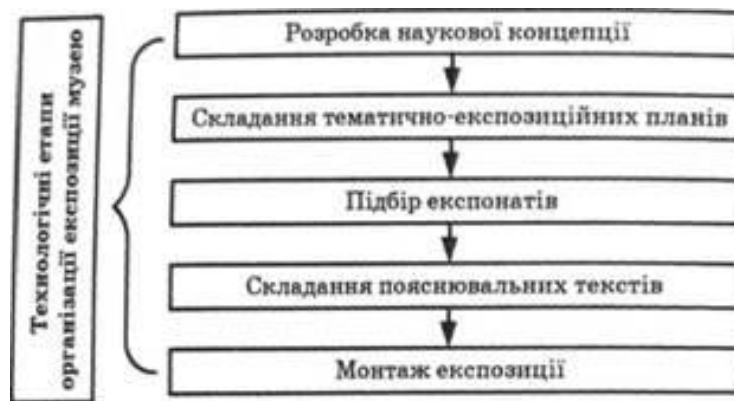 Технологічні етапи
організації експозиції музею
Розробка наукової концепції
Складання тематично-експозиційних планів
Підбір експонатів
Складання пояснювальних текстів
Монтаж експозиції